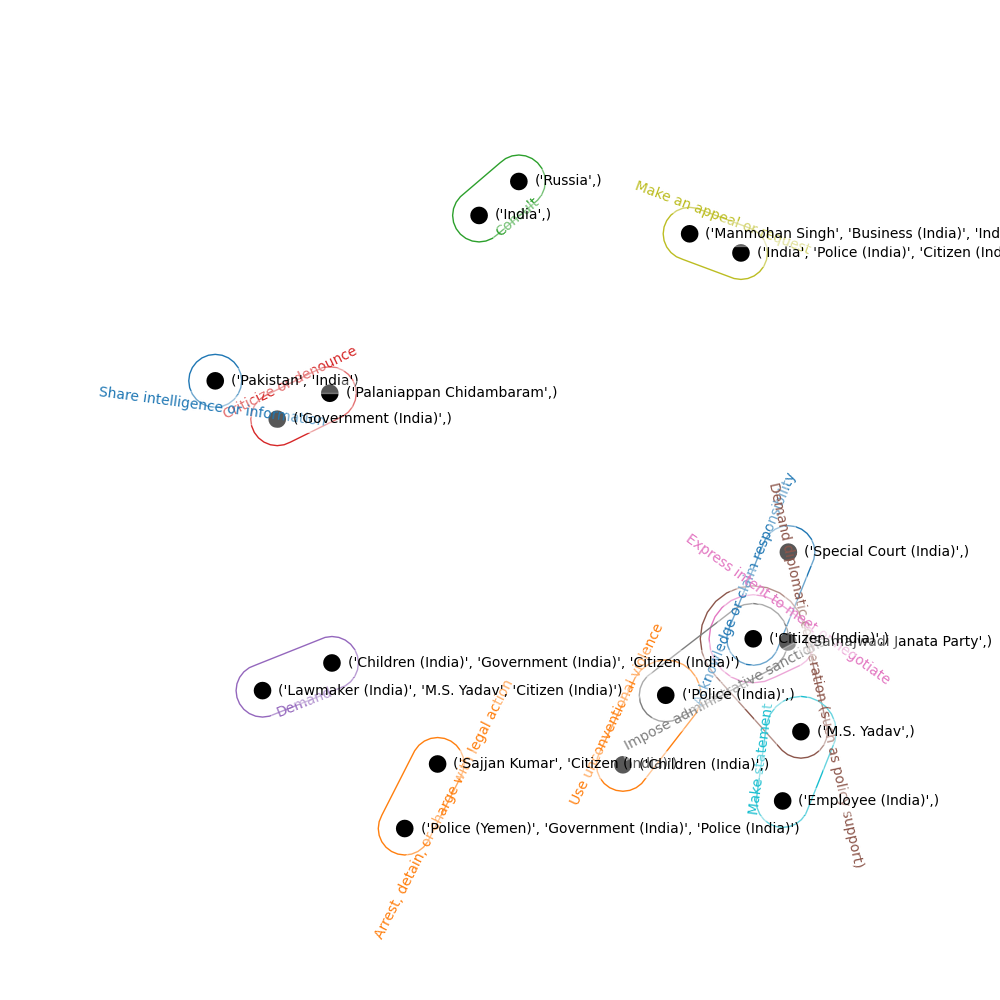 ('Russia',)
('India',)
Consult
Make an appeal or request
('Manmohan Singh', 'Business (India)', 'Ind
('India', 'Police (India)', 'Citizen (Ind
('Pakistan', 'India')
Share intelligence or information
Criticize or denounce
('Palaniappan Chidambaram',)
('Government (India)',)
('Special Court (India)',)
Express intent to meet negotiate
responsibility
Demand diplomatic cooperation (such as policy support)
('Citizen (India)',)
Samajwadi Janata Party',)
('Children (India)', 'Government (India)', 'Citizen (India)')
('Lawmaker (India)', 'M.S. Yadav', 'Citizen (India)')
Demand
('Police (India)',)
Impose administrative sanctions
Use unconventional violence
('M.S. Yadav',)
Make statement
('Sajjan Kumar', 'Citizen (India)')
('Children (India)',)
('Employee (India)',)
('Police (Yemen)', 'Government (India)', 'Police (India)')
Arrest, detain, or charge with legal action